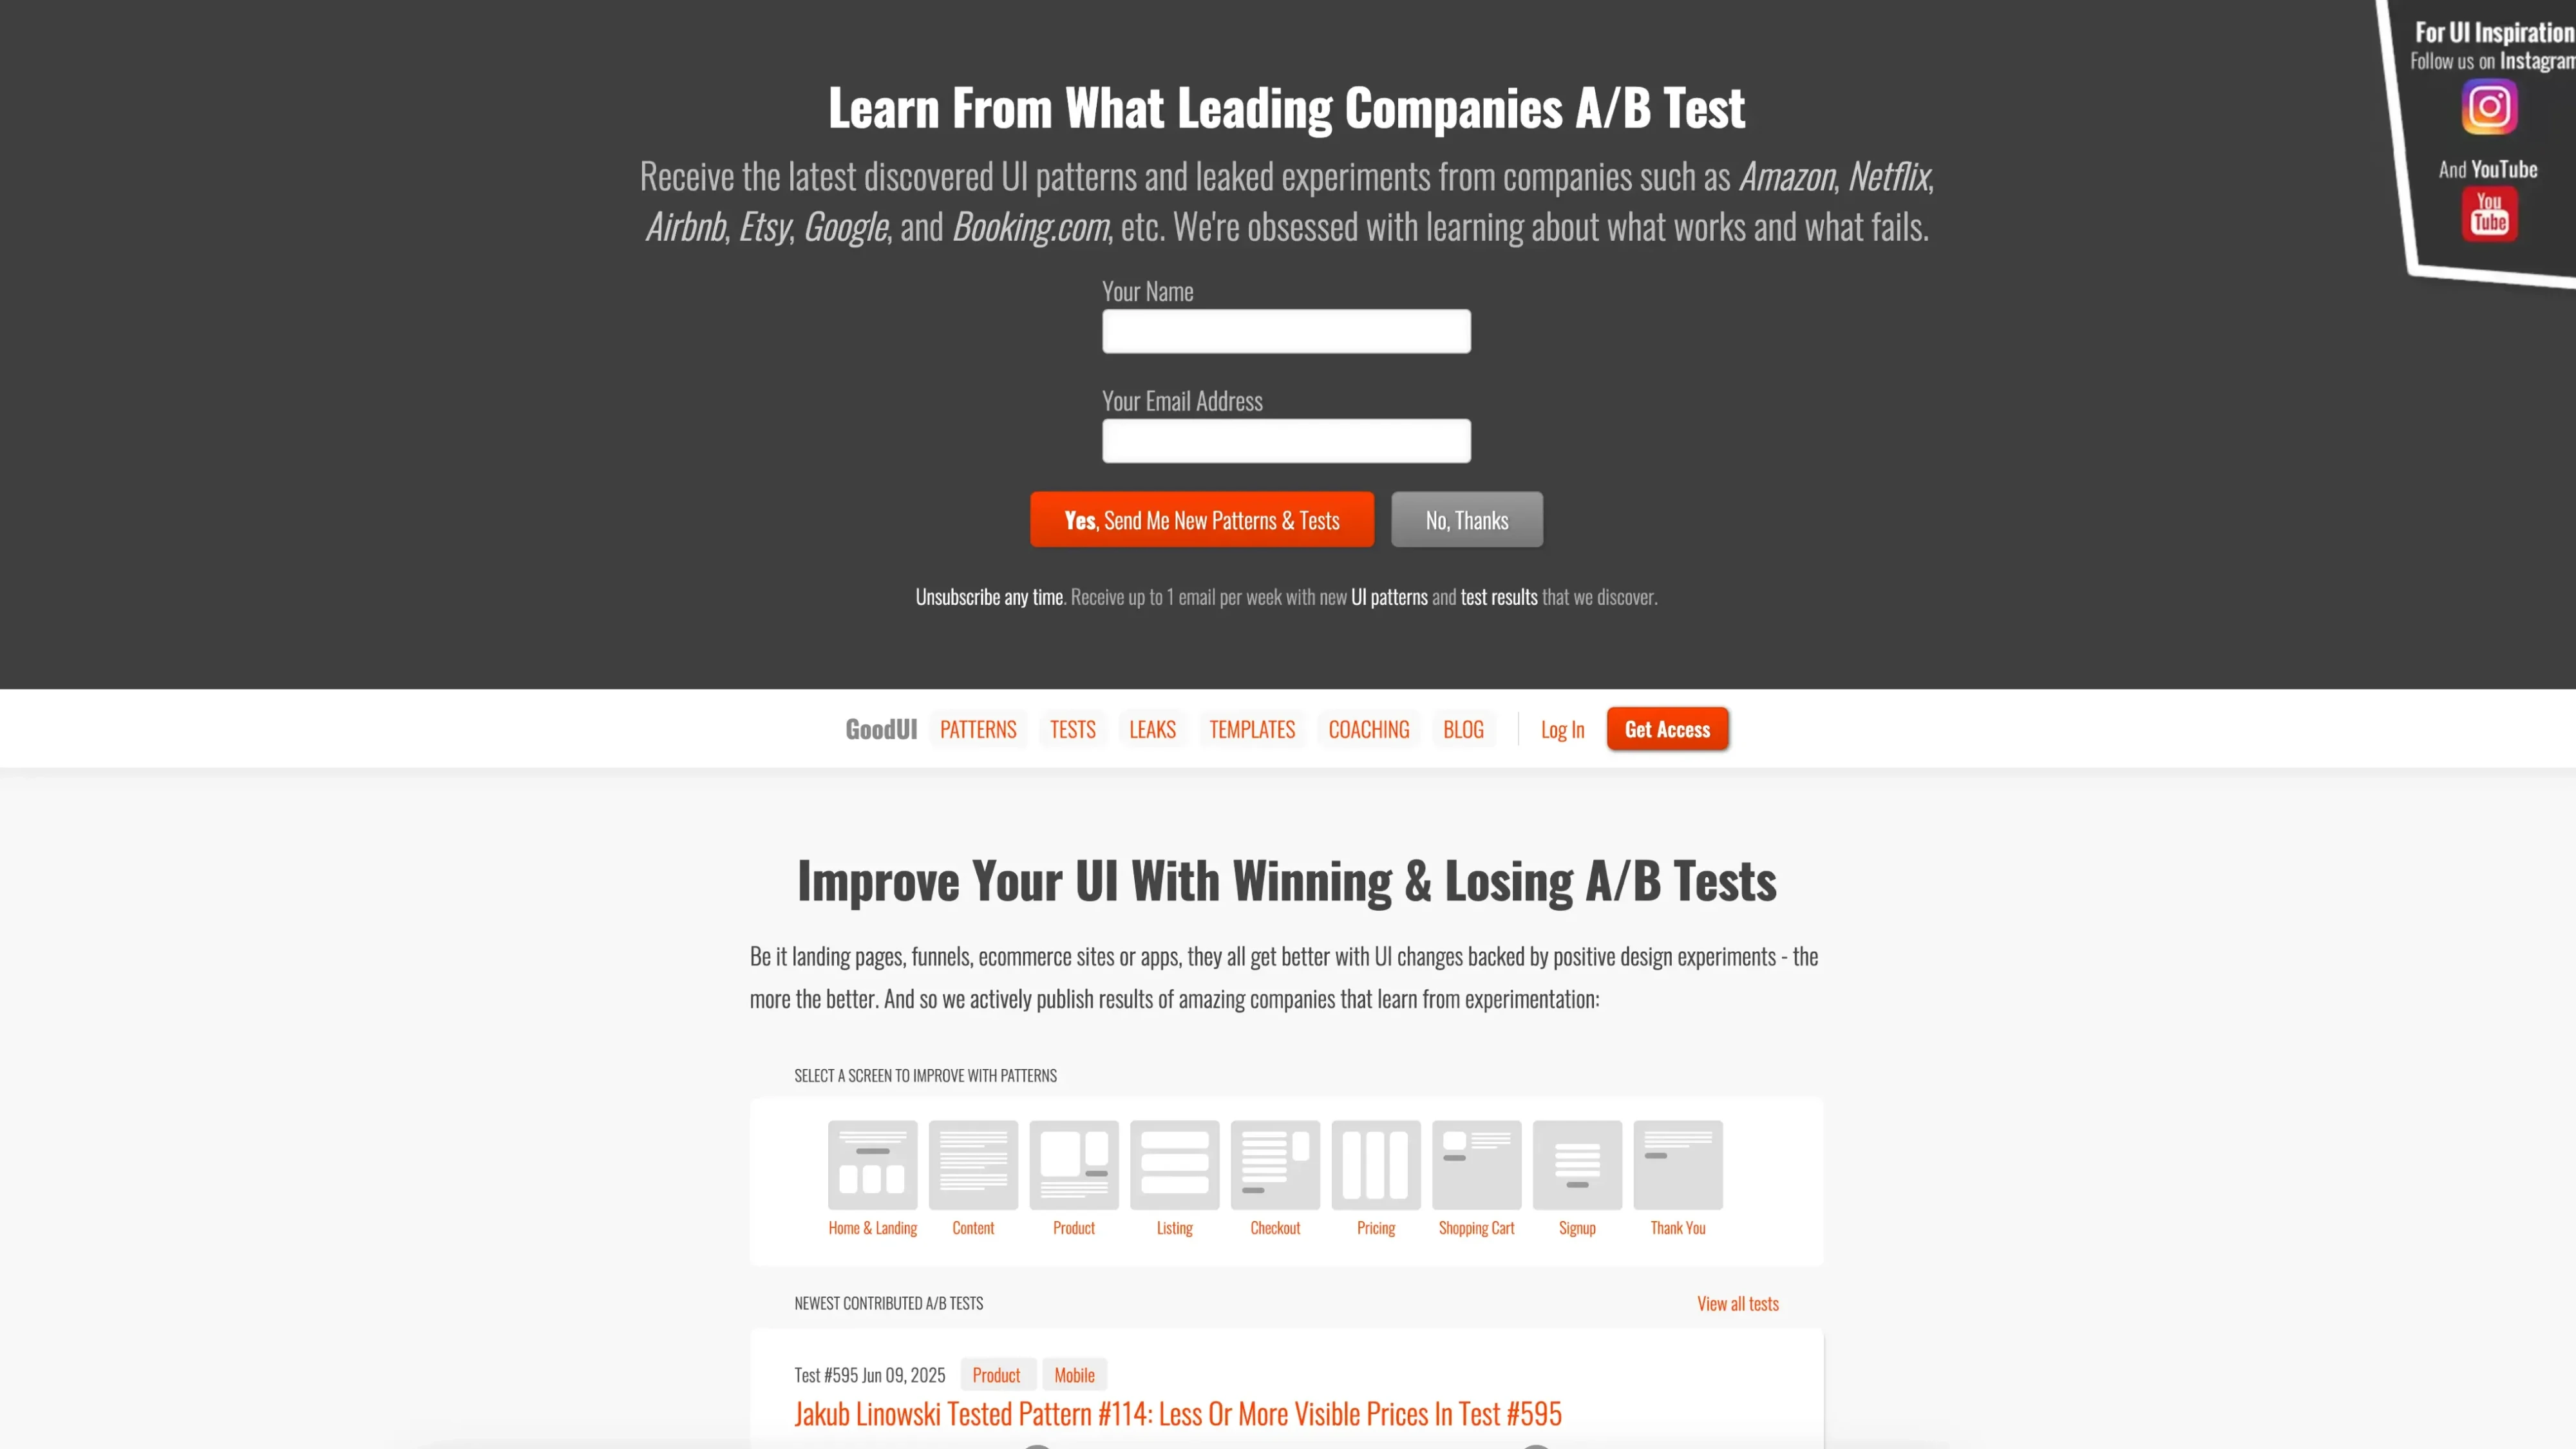 Learn From What Leading Companies A/B Test
Receive the latest discovered UI patterns and leaked experiments from companies such as Amazon, Netflix,
Airbnb, Etsy, Google, and Booking.com, etc. We're obsessed with learning about what works and what fails.
For UI Inspiration
Follow us on Instagram
And YouTube
You
Tube
Your Name
Your Email Address
Yes, Send Me New Patterns & Tests
No, Thanks
Unsubscribe any time. Receive up to 1 email per week with new UI patterns and test results that we discover.
GoodUI PATTERNS TESTS LEAKS TEMPLATES COACHING BLOG Log In Get Access
Improve Your UI With Winning & Losing A/B Tests
Be it landing pages, funnels, ecommerce sites or apps, they all get better with UI changes backed by positive design experiments - the
more the better. And so we actively publish results of amazing companies that learn from experimentation:
SELECT A SCREEN TO IMPROVE WITH PATTERNS
Home & Landing Content Product Listing Checkout Pricing Shopping Cart Signup Thank You
NEWEST CONTRIBUTED A/B TESTS View all tests
Test #595 Jun 09, 2025 Product Mobile
Jakub Linowski Tested Pattern #114: Less Or More Visible Prices In Test #595